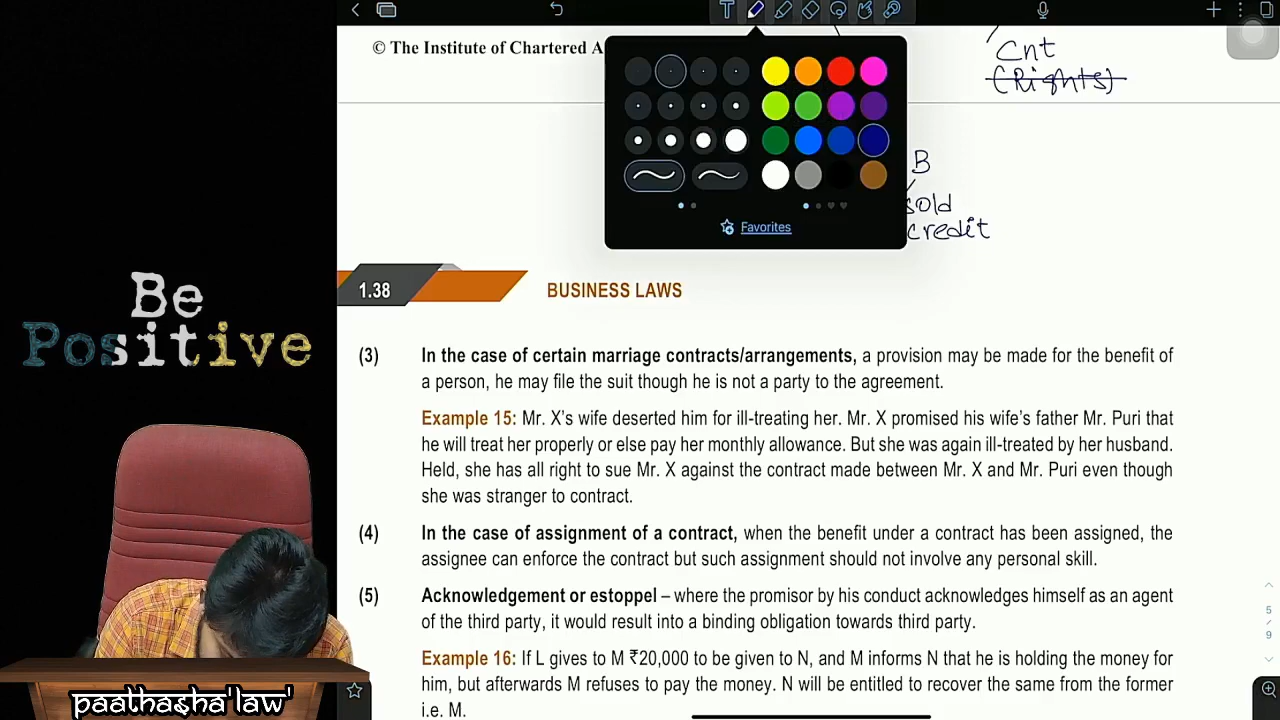 © The Institute of Chartered A
Cnt
(Rights)
B
sold
credit
Favorites
1.38
BUSINESS LAWS
Be
Positive
(3) In the case of certain marriage contracts/arrangements, a provision may be made for the benefit of
a person, he may file the suit though he is not a party to the agreement.
Example 15: Mr. X's wife deserted him for ill-treating her. Mr. X promised his wife's father Mr. Puri that
he will treat her properly or else pay her monthly allowance. But she was again ill-treated by her husband.
Held, she has all right to sue Mr. X against the contract made between Mr. X and Mr. Puri even though
she was stranger to contract.
(4) In the case of assignment of a contract, when the benefit under a contract has been assigned, the
assignee can enforce the contract but such assignment should not involve any personal skill.
(5) Acknowledgement or estoppel – where the promisor by his conduct acknowledges himself as an agent
of the third party, it would result into a binding obligation towards third party.
Example 16: If L gives to M ₹20,000 to be given to N, and M informs N that he is holding the money for
him, but afterwards M refuses to pay the money. N will be entitled to recover the same from the former
i.e. M.
5
/
9
paathasha'law'